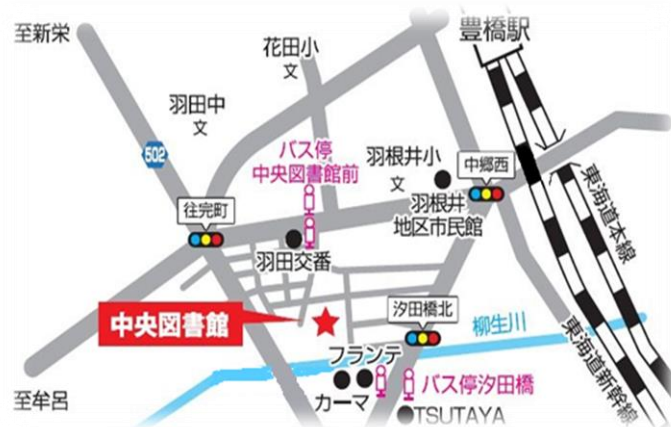 至新栄
花田小
文
豊橋駅
羽田中
文
502
バス停
中央図書館前
羽根井小
文
中郷西
羽根井
地区市民館
往完町
羽田交番
東海道本線
中央図書館
汐田橋北
柳生川
東海道新幹線
フランテ
カーマ
バス停汐田橋
至牟呂
TSUTAYA